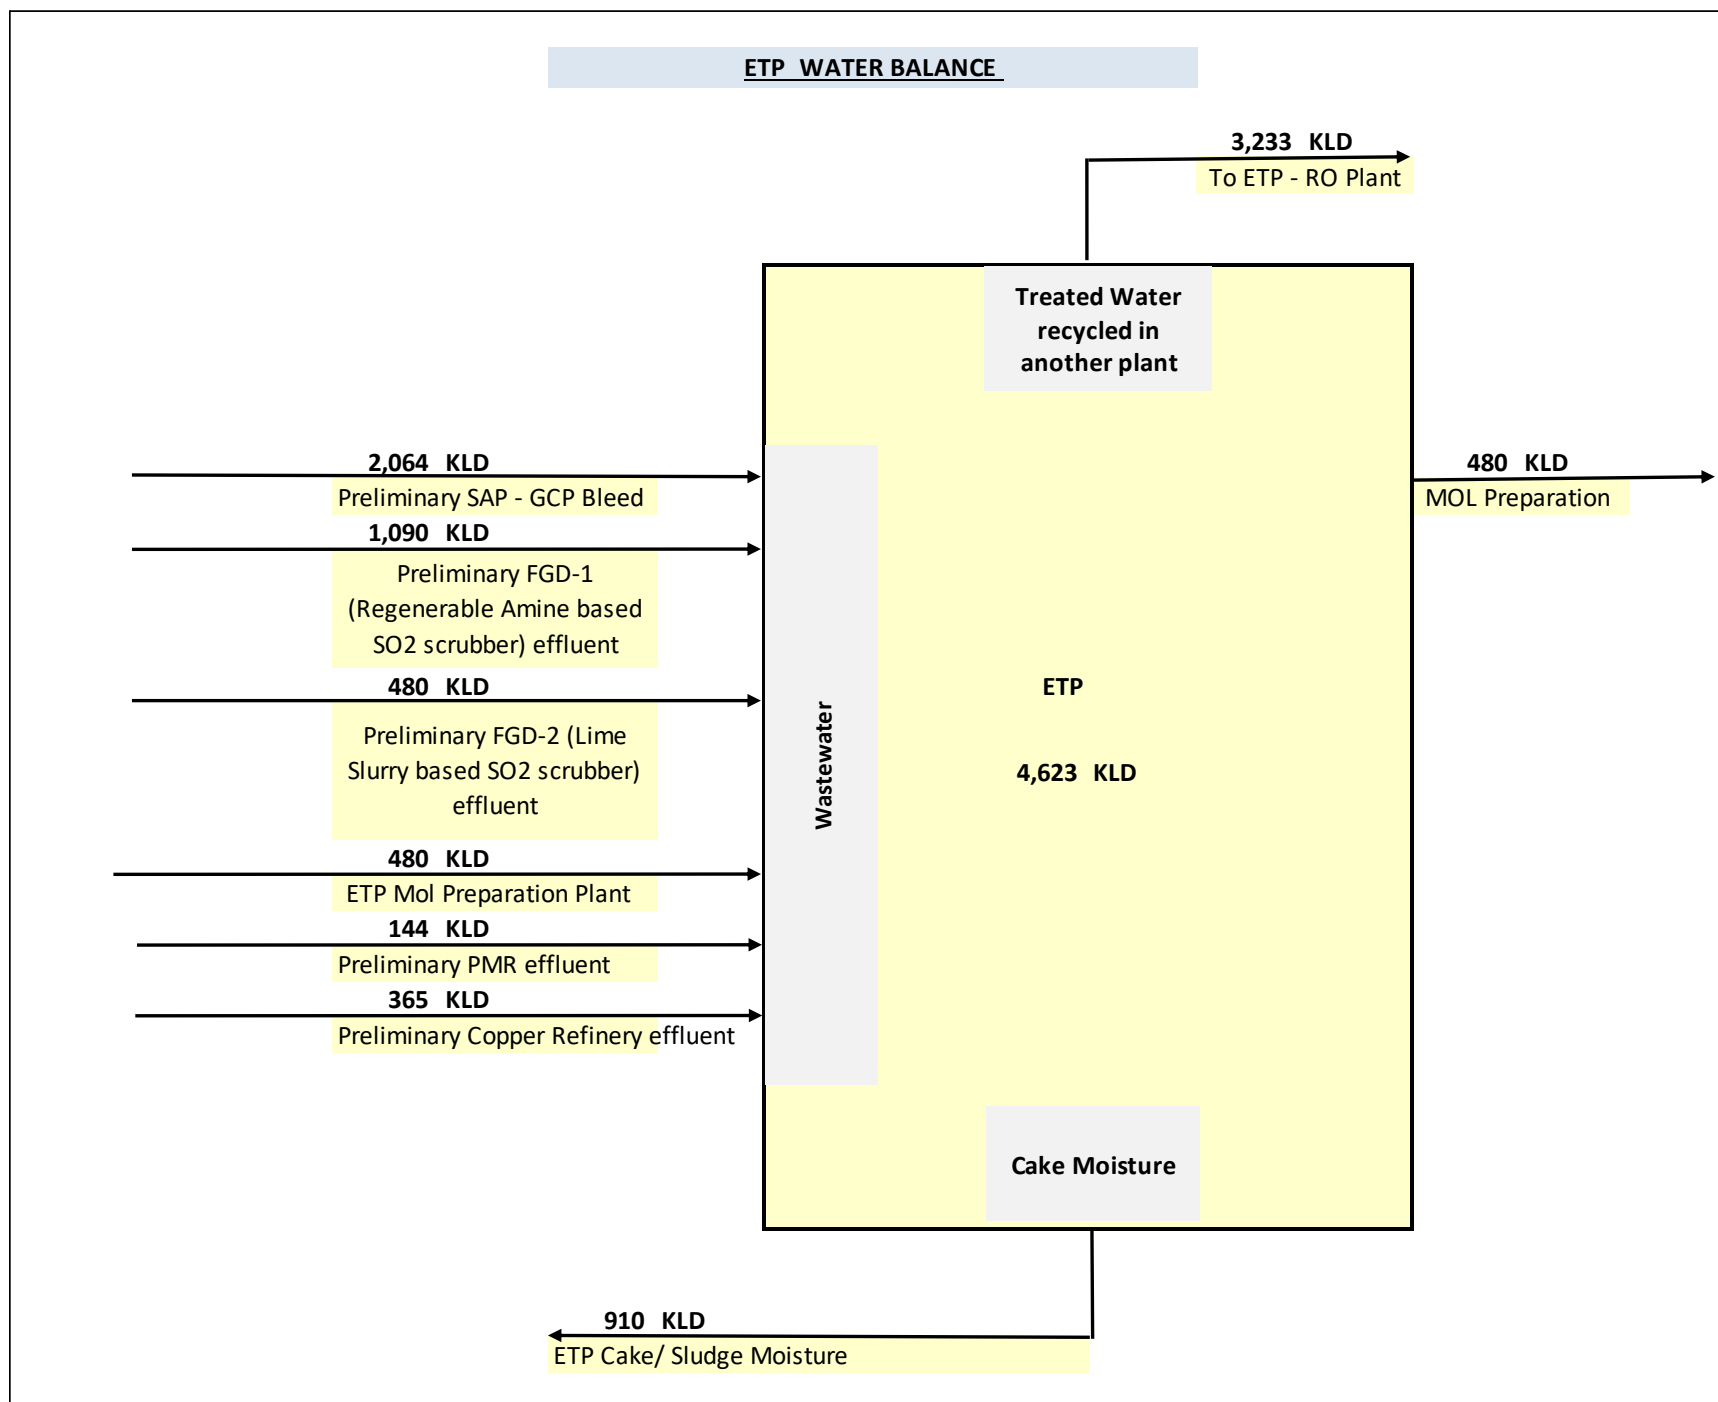 ETP WATER BALANCE
3,233 KLD
To ETP - RO Plant
Treated Water
recycled in
another plant
2,064 KLD
Preliminary SAP - GCP Bleed
480 KLD
MOL Preparation
1,090 KLD
Preliminary FGD-1
(Regenerable Amine based
SO2 scrubber) effluent
480 KLD
Preliminary FGD-2 (Lime
Slurry based SO2 scrubber)
effluent
Wastewater
ETP
4,623 KLD
480 KLD
ETP Mol Preparation Plant
144 KLD
Preliminary PMR effluent
365 KLD
Preliminary Copper Refinery effluent
Cake Moisture
910 KLD
ETP Cake/ Sludge Moisture